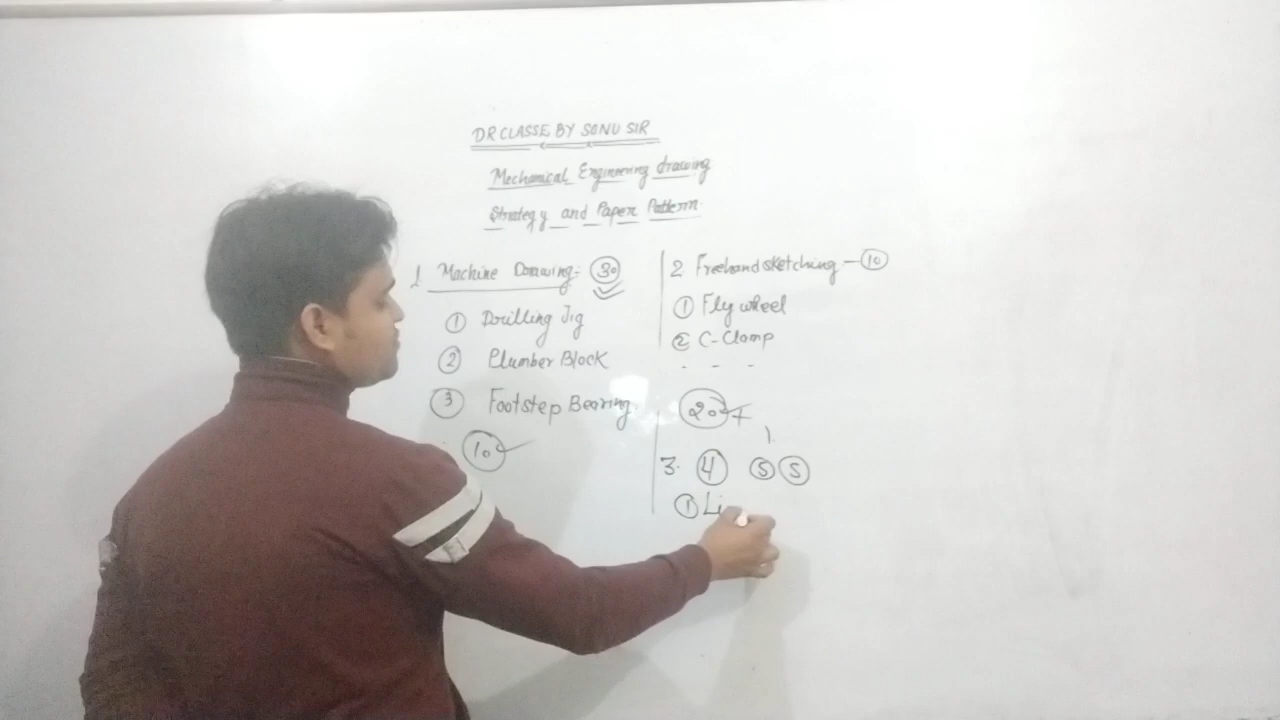 DR CLASSE BY SONU SIR
Mechanical Engineering drawing
Strategy and Paper Pattern.
1 Machine Drawing:- 30
① Drilling Jig
② Plumber Block
③ Footstep Bearing.
10
2 Freehand sketching — 10
① Fly wheel
② C-Clamp
- - -
20
3. 4 5 5
① Li